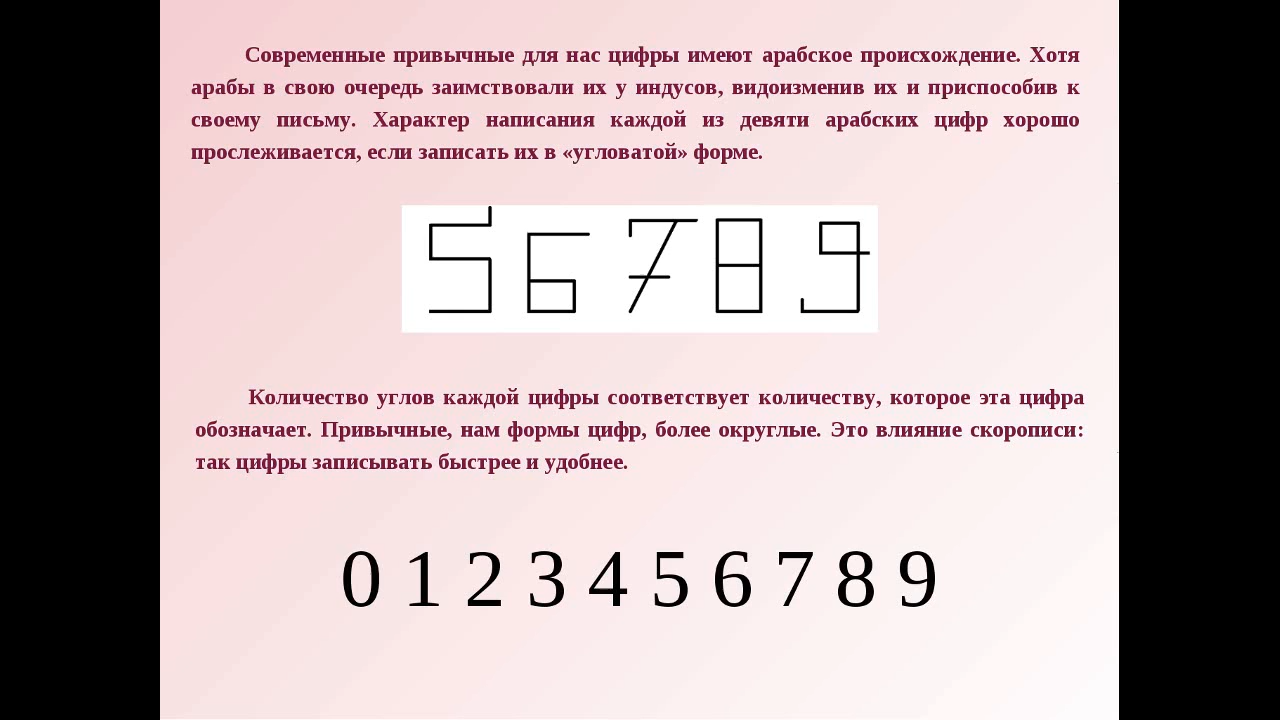 Современные привычные для нас цифры имеют арабское происхождение. Хотя
арабы в свою очередь заимствовали их у индусов, видоизменив их и приспособив к
своему письму. Характер написания каждой из девяти арабских цифр хорошо
прослеживается, если записать их в «угловатой» форме.
5 6 7 8 9
Количество углов каждой цифры соответствует количеству, которое эта цифра
обозначает. Привычные, нам формы цифр, более округлые. Это влияние скорописи:
так цифры записывать быстрее и удобнее.
0 1 2 3 4 5 6 7 8 9